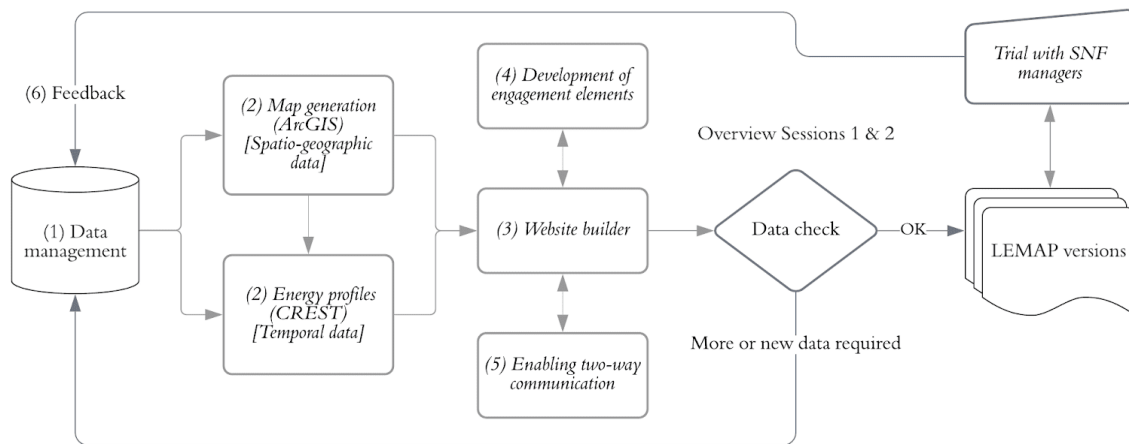 (6) Feedback
(1) Data
management
(2) Map generation
(ArcGIS)
[Spatio-geographic
data]
(2) Energy profiles
(CREST)
[Temporal data]
(4) Development of
engagement elements
(3) Website builder
(5) Enabling two-way
communication
Overview Sessions 1 & 2
Data check
OK
More or new data required
Trial with SNF
managers
LEMAP versions